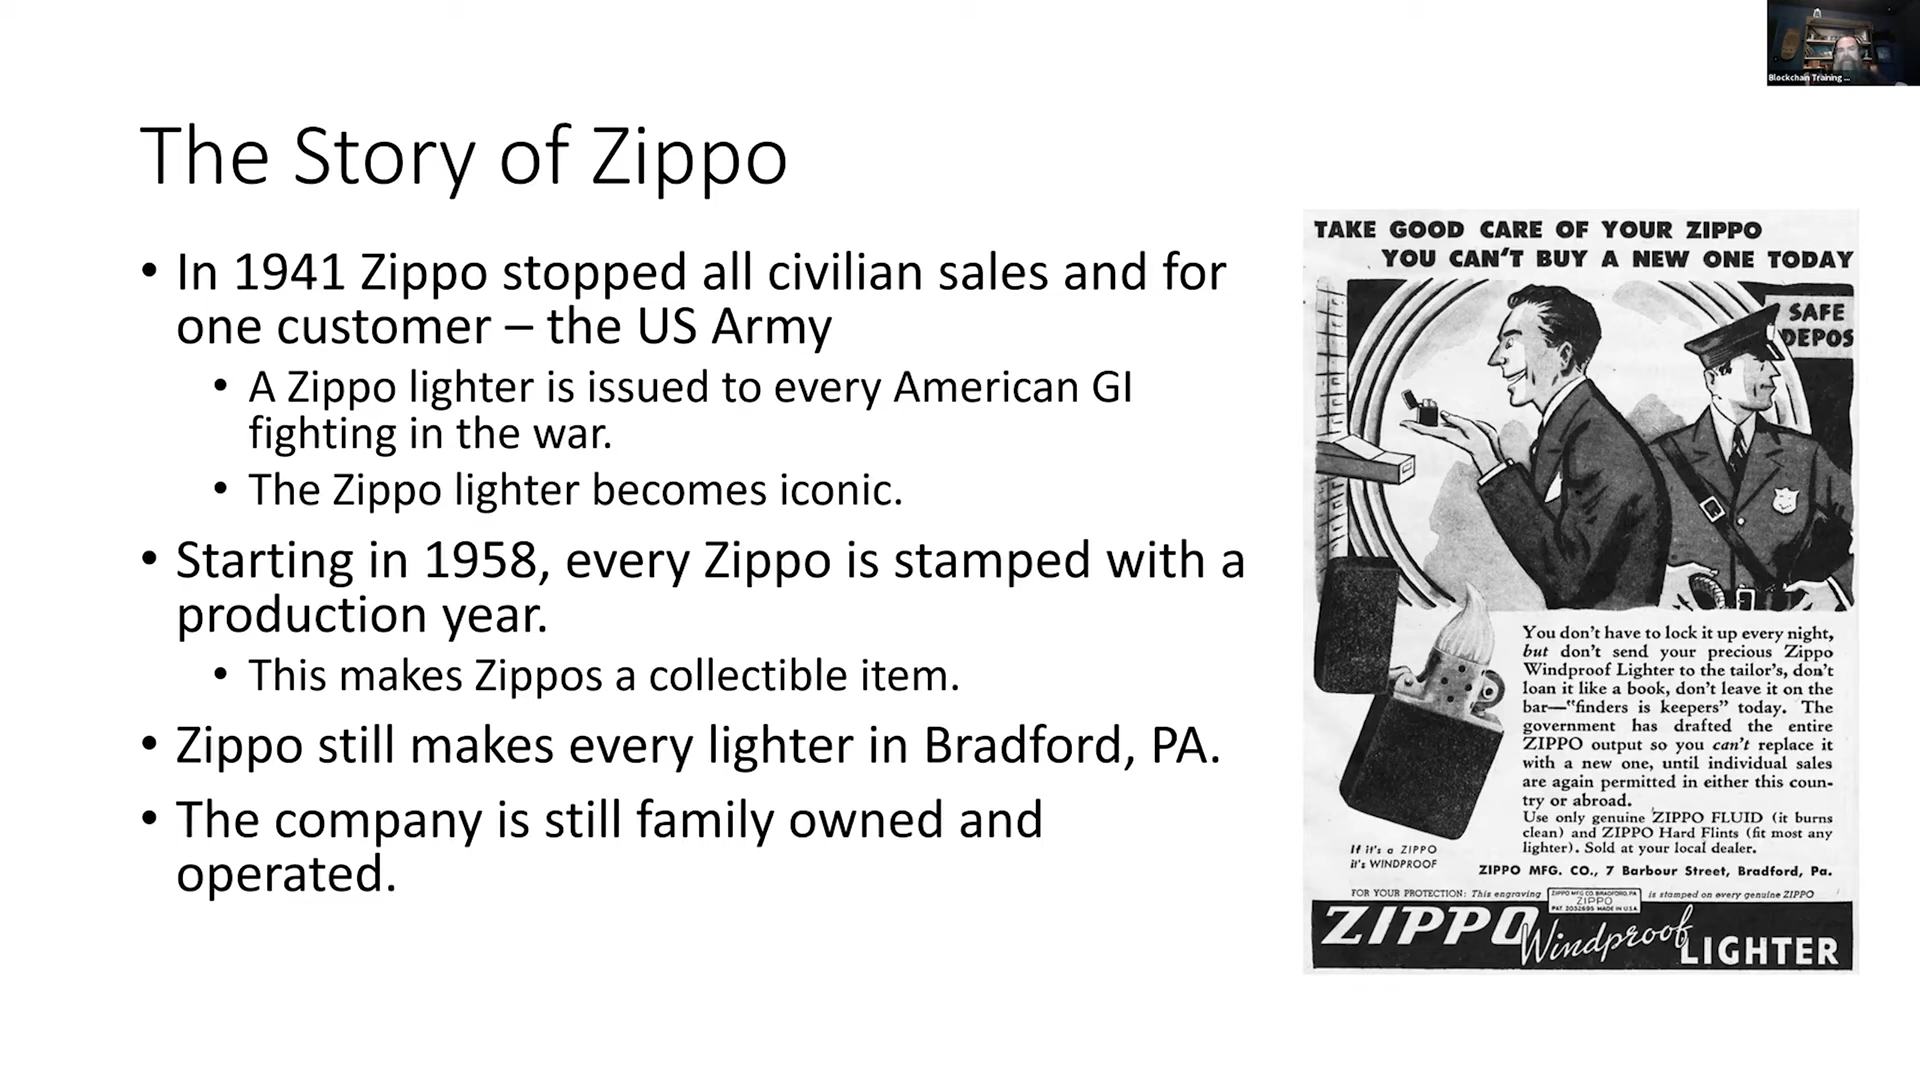 Blockchain Training ...
The Story of Zippo
• In 1941 Zippo stopped all civilian sales and for
one customer – the US Army
• A Zippo lighter is issued to every American GI
fighting in the war.
• The Zippo lighter becomes iconic.
• Starting in 1958, every Zippo is stamped with a
production year.
• This makes Zippos a collectible item.
• Zippo still makes every lighter in Bradford, PA.
• The company is still family owned and
operated.
TAKE GOOD CARE OF YOUR ZIPPO
YOU CAN'T BUY A NEW ONE TODAY
SAFE
DEPOS
You don't have to lock it up every night,
but don't send your precious Zippo
Windproof Lighter to the tailor's, don't
loan it like a book, don't leave it on the
bar—"finders is keepers" today. The
government has drafted the entire
ZIPPO output so you can't replace it
with a new one, until individual sales
are again permitted in either this coun-
try or abroad.
Use only genuine ZIPPO FLUID (it burns
clean) and ZIPPO Hard Flints (fit most any
lighter). Sold at your local dealer.
If it's a ZIPPO
it's WINDPROOF
ZIPPO MFG. CO., 7 Barbour Street, Bradford, Pa.
FOR YOUR PROTECTION: This engraving
ZIPPO MFG CO. BRADFORD, PA
ZIPPO
PAT. 2032695 MADE IN U.S.A.
is stamped on every genuine ZIPPO
ZIPPO Windproof LIGHTER